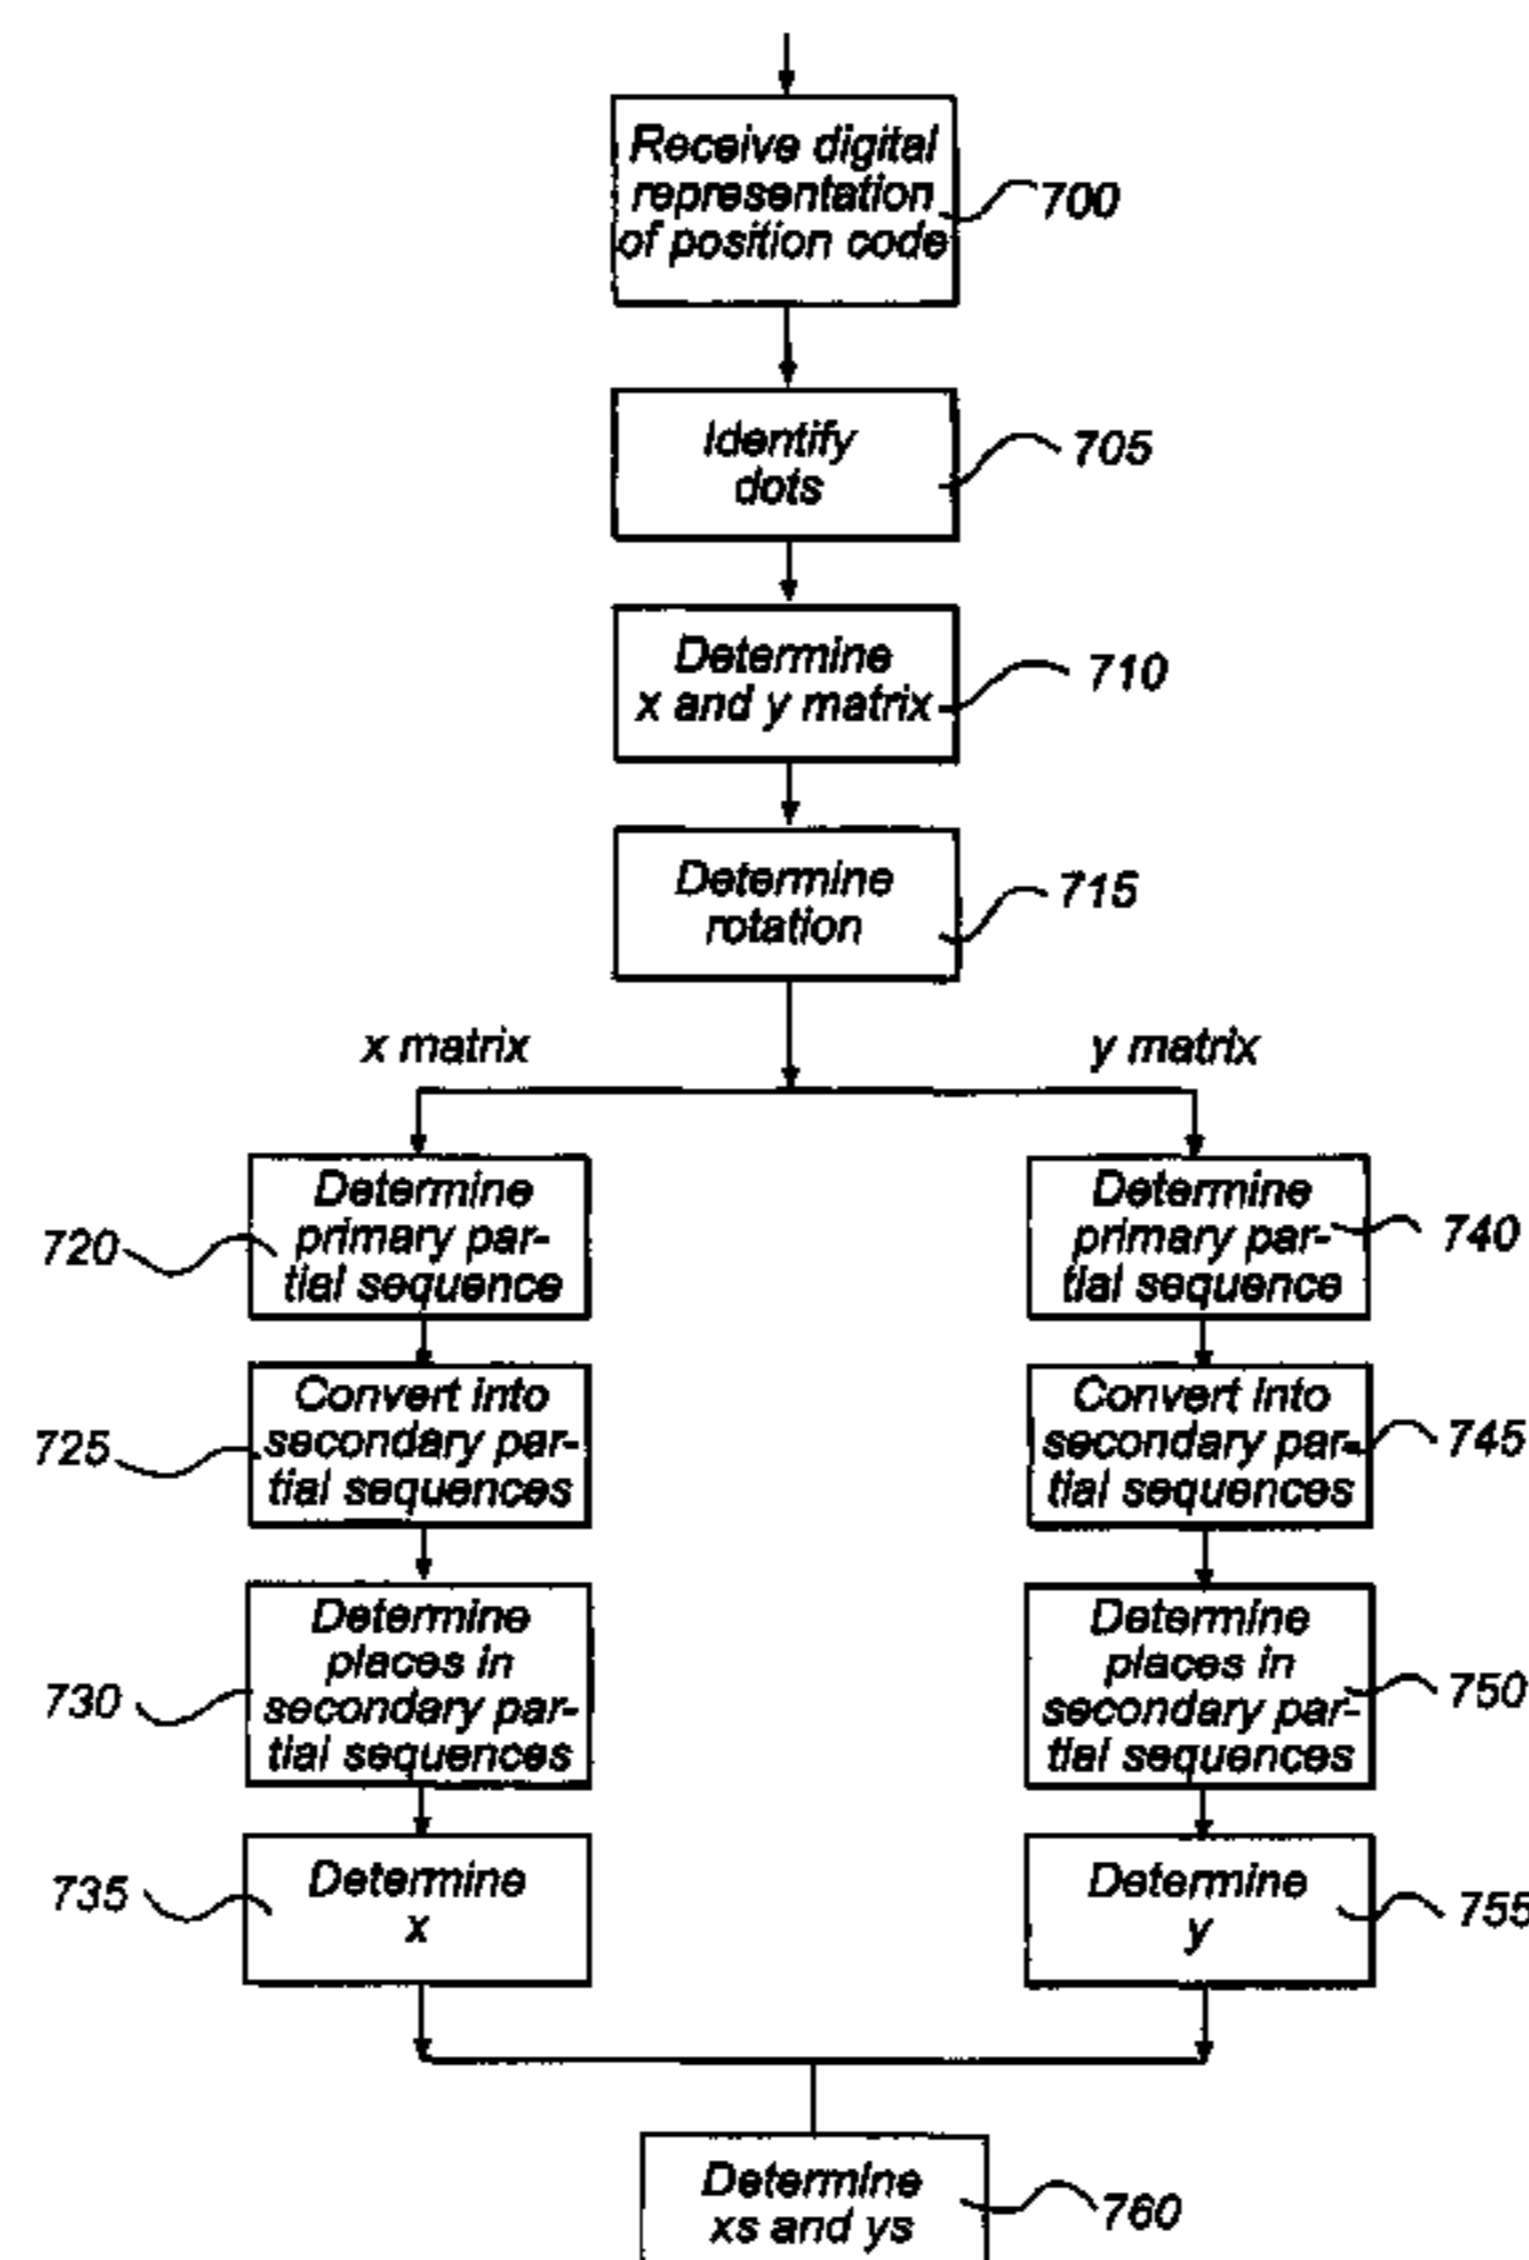 Receive digital
representation
of position code
700
Identify
dots
705
Determine
x and y matrix
710
Determine
rotation
715
x matrix
y matrix
Determine
primary par-
tial sequence
720
Convert into
secondary par-
tial sequences
725
Determine
places in
secondary par-
tial sequences
730
Determine
x
735
Determine
primary par-
tial sequence
740
Convert into
secondary par-
tial sequences
745
Determine
places in
secondary par-
tial sequences
750
Determine
y
755
Determine
xs and ys
760